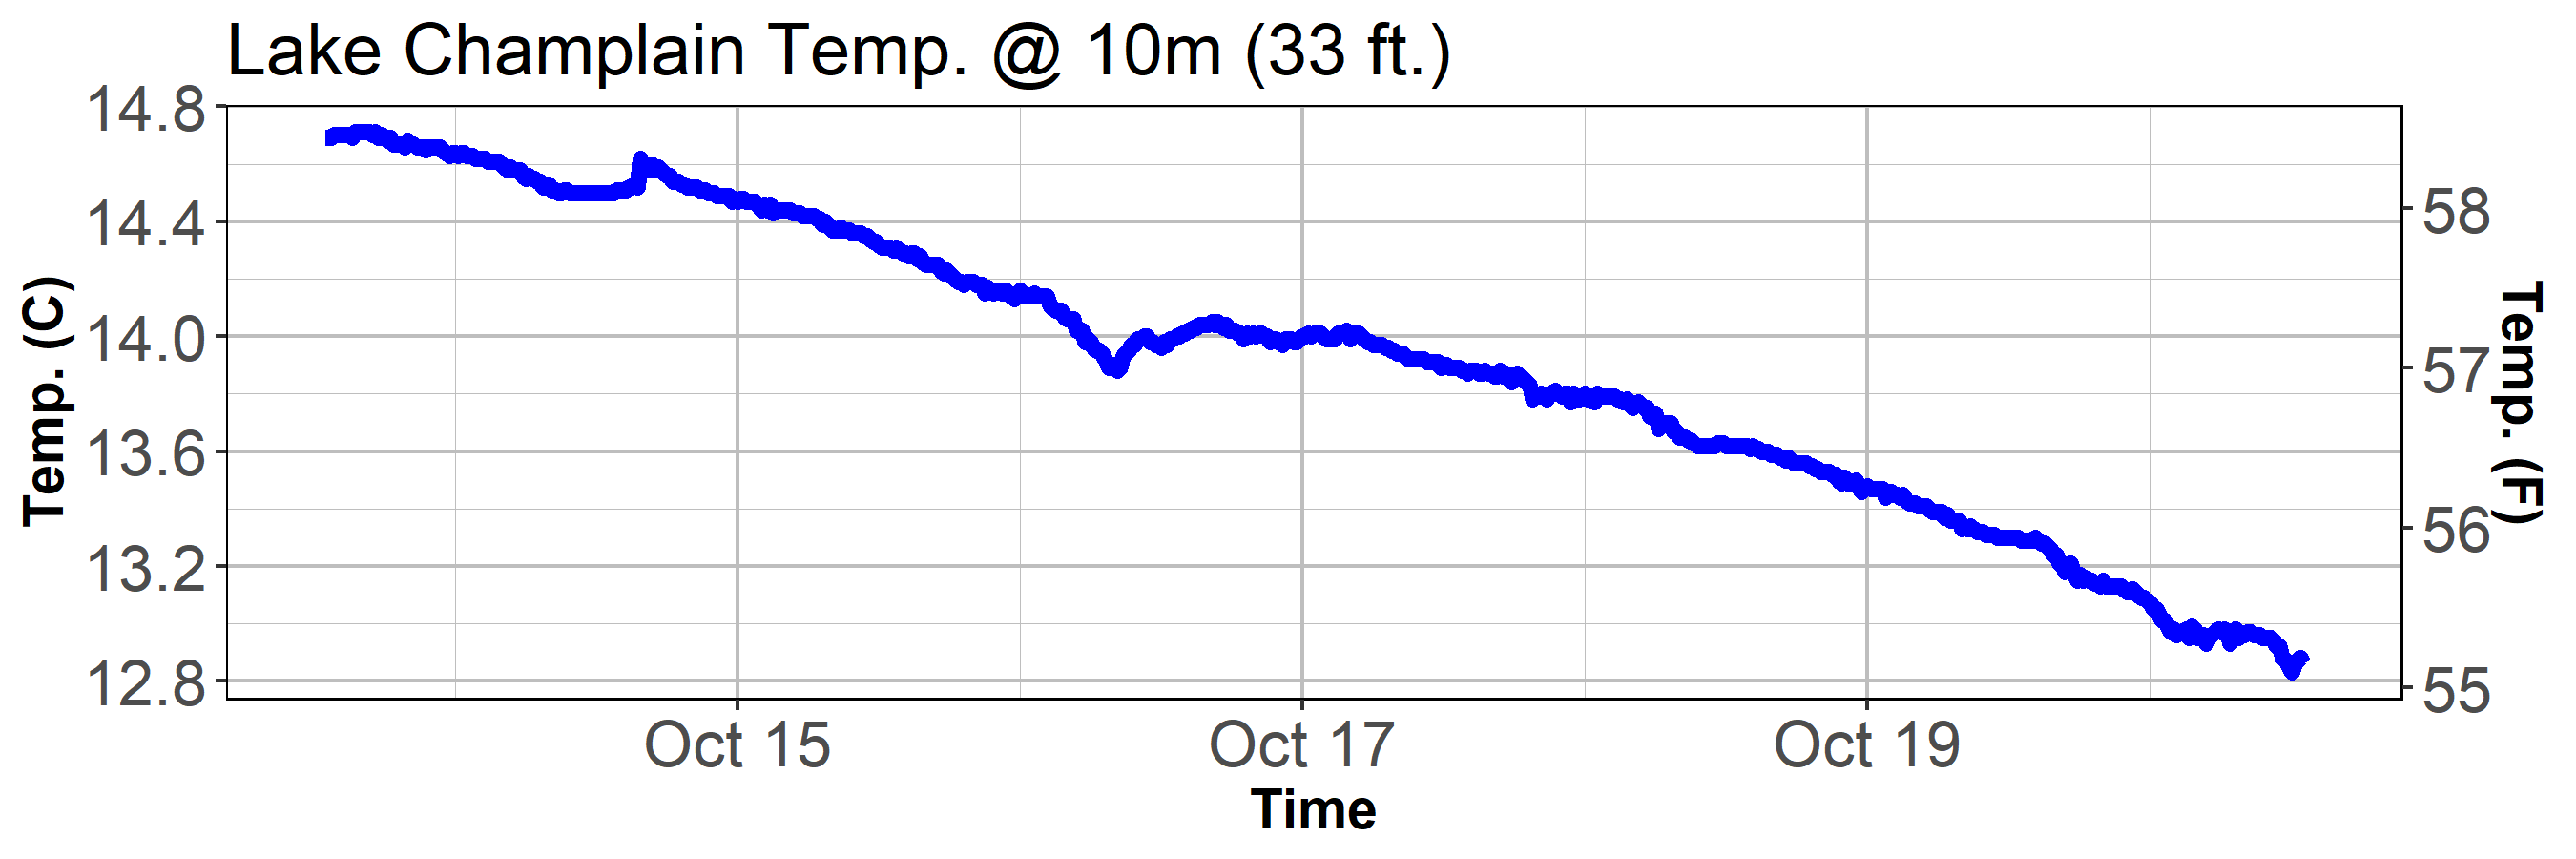 Lake Champlain Temp. @ 10m (33 ft.)
14.8
14.4
14.0
13.6
13.2
12.8
Temp. (C)
58
57
56
55
Temp. (F)
Oct 15
Oct 17
Oct 19
Time